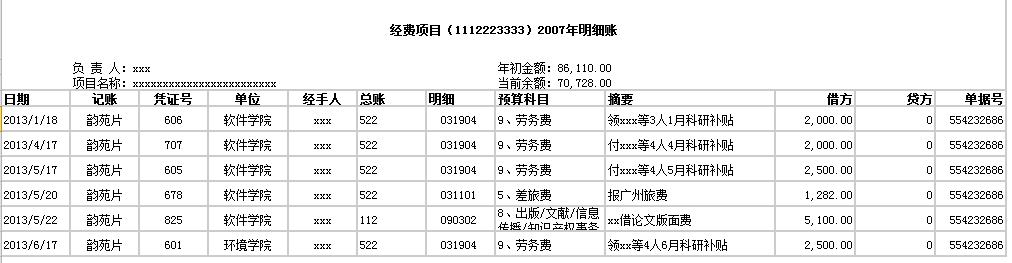 经费项目（1112223333）2007年明细账
负 责 人: xxx 年初金额: 86,110.00
项目名称: xxxxxxxxxxxxxxxxxxxxxxxx 当前余额: 70,728.00
日期 记账 凭证号 单位 经手人 总账 明细 预算科目 摘要 借方 贷方 单据号
2013/1/18 韵苑片 606 软件学院 xxx 522 031904 9、劳务费 领xxx等3人1月科研补贴 2,000.00 0 554232686
2013/4/17 韵苑片 707 软件学院 xxx 522 031904 9、劳务费 付xxx等4人4月科研补贴 2,000.00 0 554232686
2013/5/17 韵苑片 605 软件学院 xxx 522 031904 9、劳务费 付xxx等4人5月科研补贴 2,500.00 0 554232686
2013/5/20 韵苑片 678 软件学院 xxx 522 031101 5、差旅费 报广州旅费 1,282.00 0 554232686
2013/5/22 韵苑片 825 软件学院 xxx 112 090302 8、出版/文献/信息传播/知识产权事务 xx借论文版面费 5,100.00 0 554232686
2013/6/17 韵苑片 601 环境学院 xxx 522 031904 9、劳务费 领xx等4人6月科研补贴 2,500.00 0 554232686